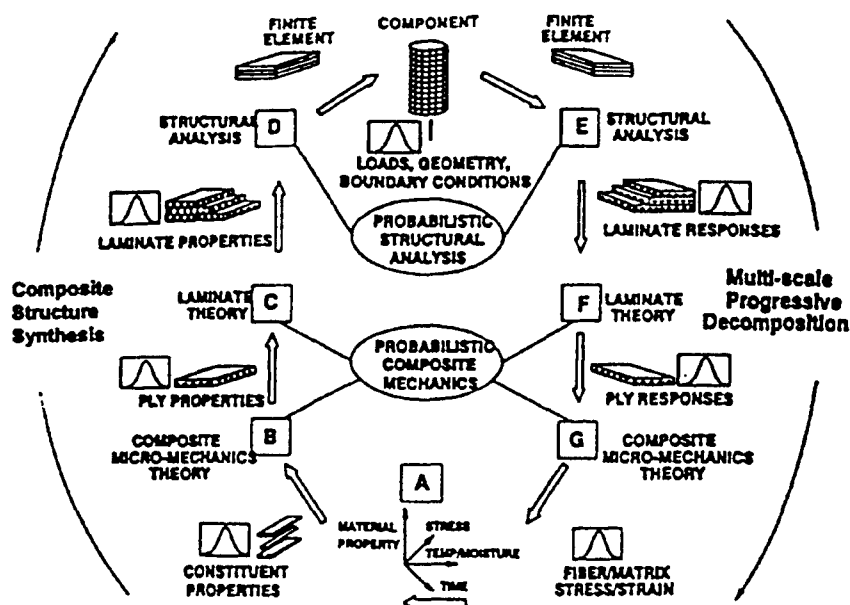 FINITE
ELEMENT
COMPONENT
FINITE
ELEMENT
STRUCTURAL
ANALYSIS
D
E
STRUCTURAL
ANALYSIS
LOADS, GEOMETRY,
BOUNDARY CONDITIONS
LAMINATE PROPERTIES
PROBABILISTIC
STRUCTURAL
ANALYSIS
LAMINATE RESPONSES
Composite
Structure
Synthesis
LAMINATE
THEORY
C
F
LAMINATE
THEORY
Multi-scale
Progressive
Decomposition
PROBABILISTIC
COMPOSITE
MECHANICS
PLY PROPERTIES
PLY RESPONSES
COMPOSITE
MICRO-MECHANICS
THEORY
B
G
COMPOSITE
MICRO-MECHANICS
THEORY
A
MATERIAL
PROPERTY
STRESS
TEMP/MOISTURE
TIME
CONSTITUENT
PROPERTIES
FIBER/MATRIX
STRESS/STRAIN